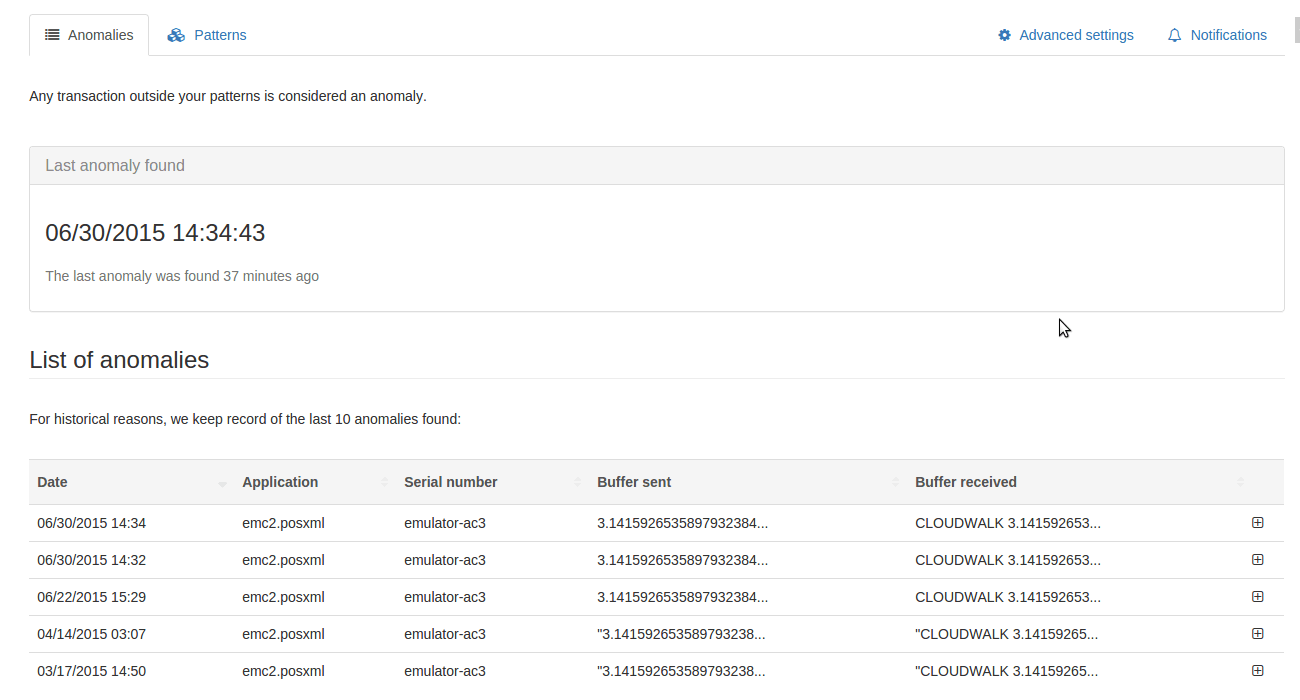 Anomalies Patterns Advanced settings Notifications
Any transaction outside your patterns is considered an anomaly.
Last anomaly found
06/30/2015 14:34:43
The last anomaly was found 37 minutes ago
List of anomalies
For historical reasons, we keep record of the last 10 anomalies found:
Date Application Serial number Buffer sent Buffer received
06/30/2015 14:34 emc2.posxml emulator-ac3 3.1415926535897932384... CLOUDWALK 3.141592653...
06/30/2015 14:32 emc2.posxml emulator-ac3 3.1415926535897932384... CLOUDWALK 3.141592653...
06/22/2015 15:29 emc2.posxml emulator-ac3 3.1415926535897932384... CLOUDWALK 3.141592653...
04/14/2015 03:07 emc2.posxml emulator-ac3 "3.141592653589793238... "CLOUDWALK 3.14159265...
03/17/2015 14:50 emc2.posxml emulator-ac3 "3.141592653589793238... "CLOUDWALK 3.14159265...